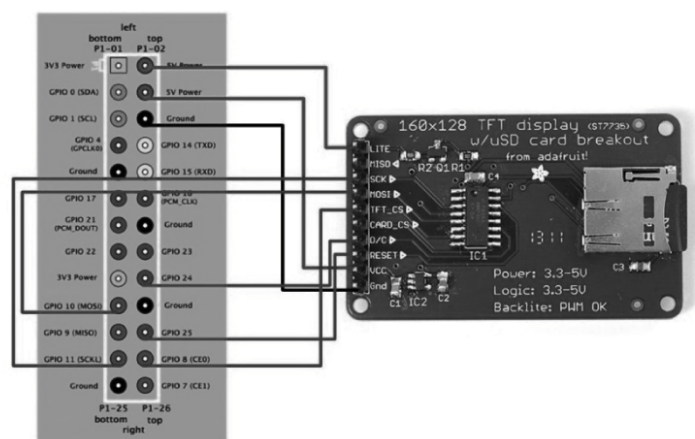 left
bottom top
P1-01 P1-02
3V3 Power 5V Power
GPIO 0 (SDA) 5V Power
GPIO 1 (SCL) Ground
GPIO 4 GPIO 14 (TXD)
(GPCLK0)
Ground GPIO 15 (RXD)
GPIO 17 GPIO 18
(PCM_CLK)
GPIO 21 Ground
(PCM_DOUT)
GPIO 22 GPIO 23
3V3 Power GPIO 24
GPIO 10 (MOSI) Ground
GPIO 9 (MISO) GPIO 25
GPIO 11 (SCKL) GPIO 8 (CE0)
Ground GPIO 7 (CE1)
P1-25 P1-26
bottom top
right
160x128 TFT display (ST7735)
w/uSD card breakout
from adafruit!
LITE
MISO
SCK
MOSI
TFT_CS
CARD_CS
D/C
RESET
VCC
Gnd
R2 Q1 R1
C4
IC1
1311
C3
C1 IC2 C2
Power: 3.3-5V
Logic: 3.3-5V
Backlite: PWM OK